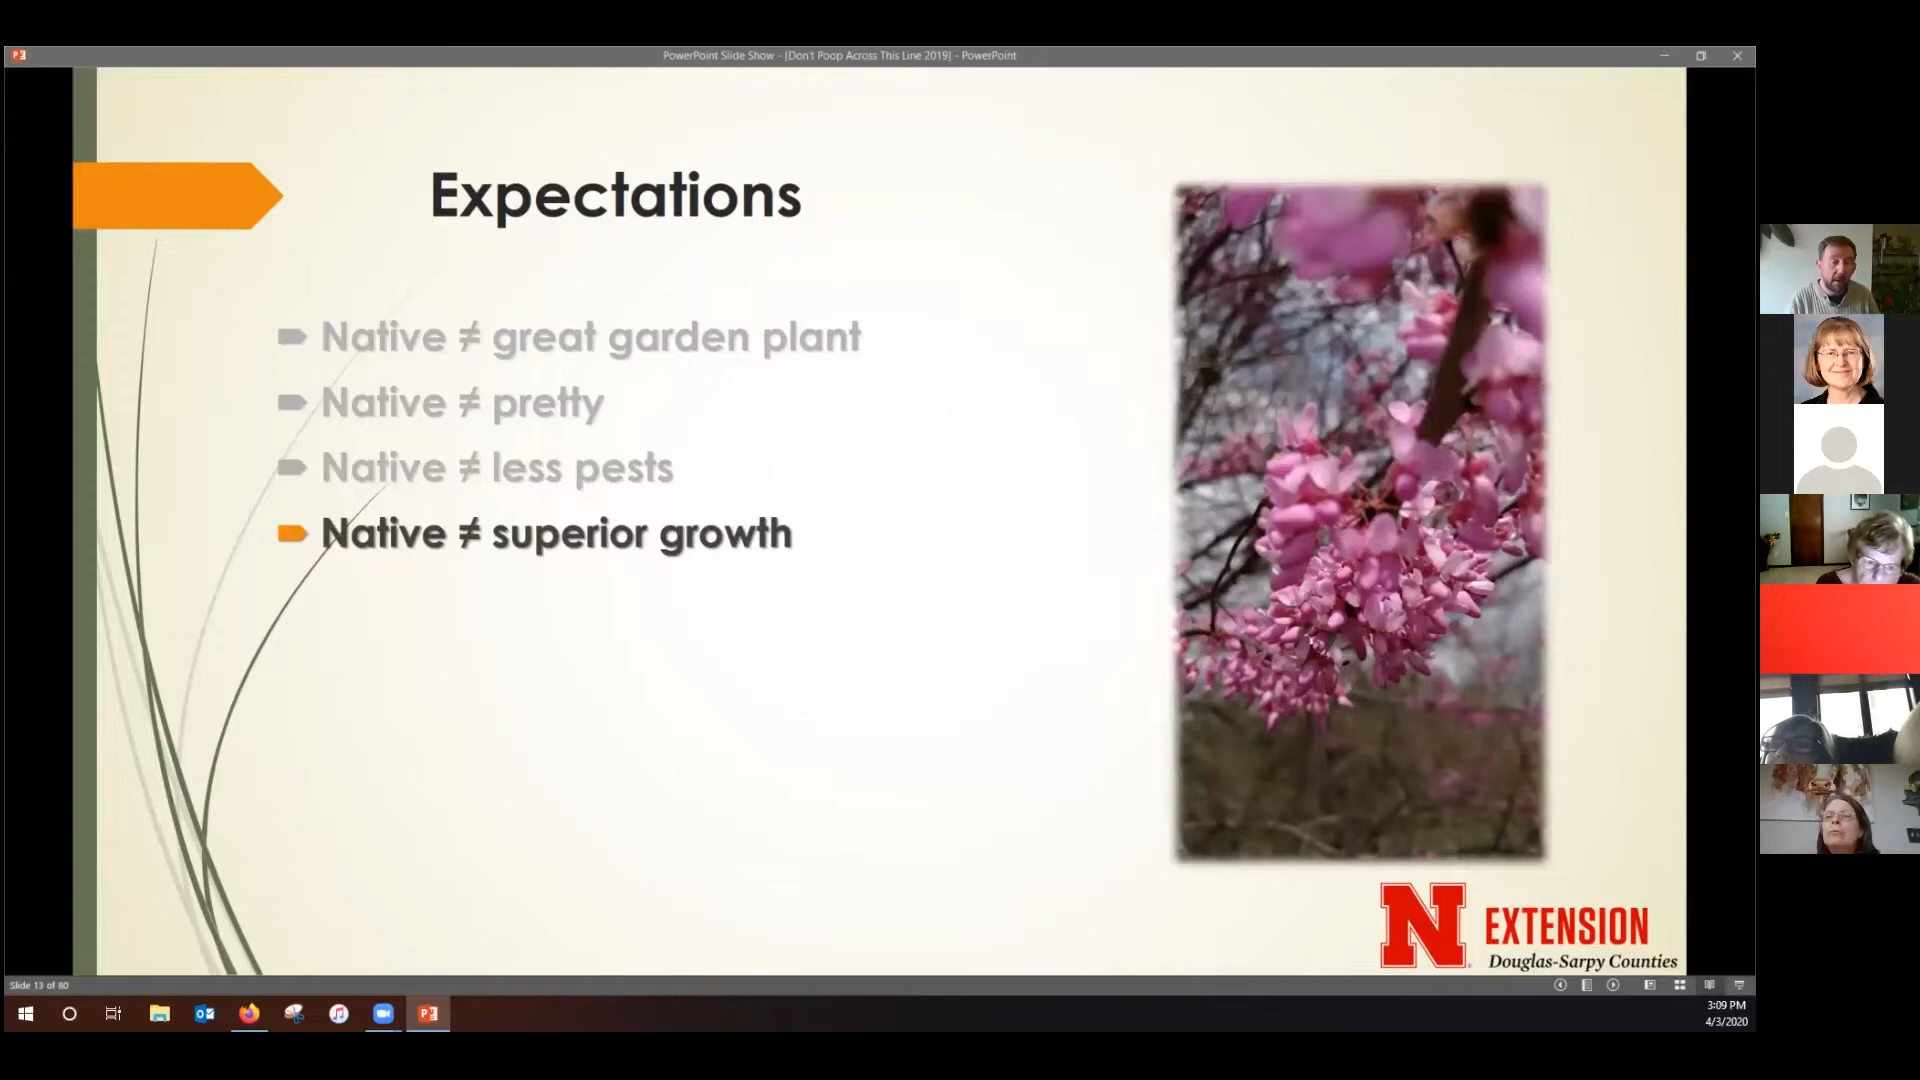 PowerPoint Slide Show - [Don't Poop Across This Line 2019] - PowerPoint
Expectations
Native ≠ great garden plant
Native ≠ pretty
Native ≠ less pests
Native ≠ superior growth
N EXTENSION
Douglas-Sarpy Counties
Slide 13 of 80
3:09 PM
4/3/2020